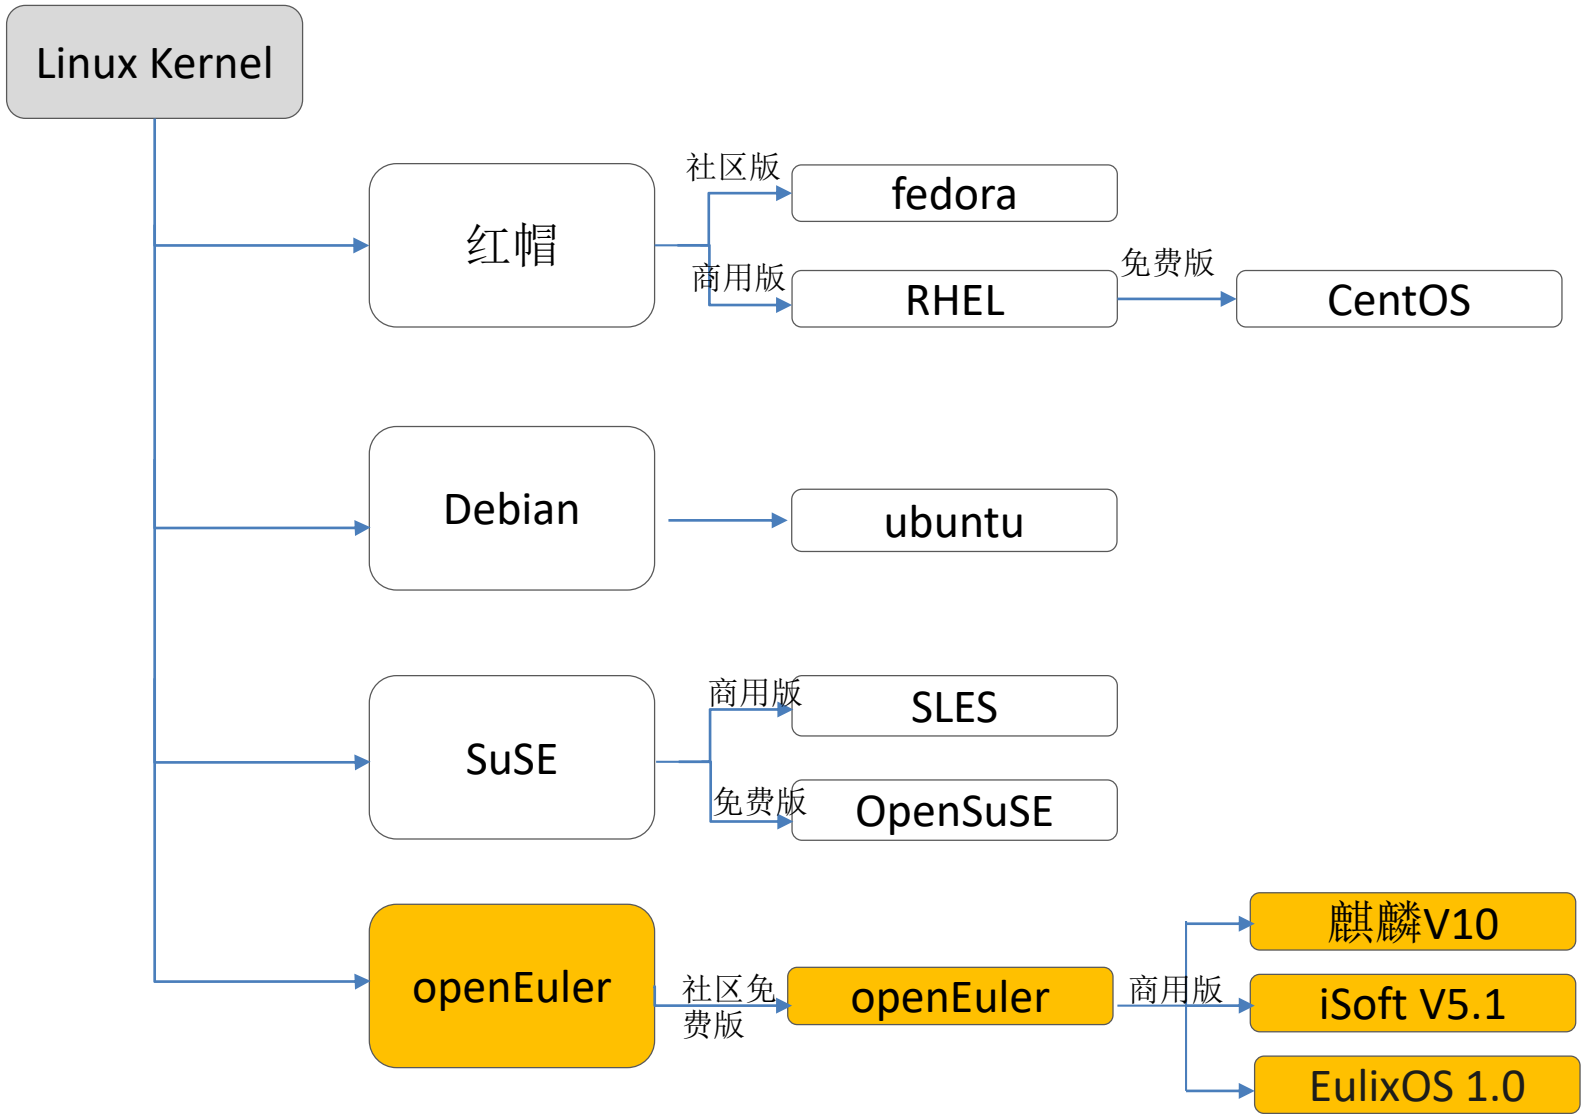 Linux Kernel
红帽
社区版
fedora
商用版
RHEL
免费版
CentOS
Debian
ubuntu
SuSE
商用版
SLES
免费版
OpenSuSE
openEuler
社区免
费版
openEuler
商用版
麒麟V10
iSoft V5.1
EulixOS 1.0